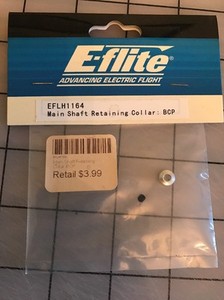 E-flite
ADVANCING ELECTRIC FLIGHT
EFLH1164
Main Shaft Retaining Collar: BCP
Retail $3.99